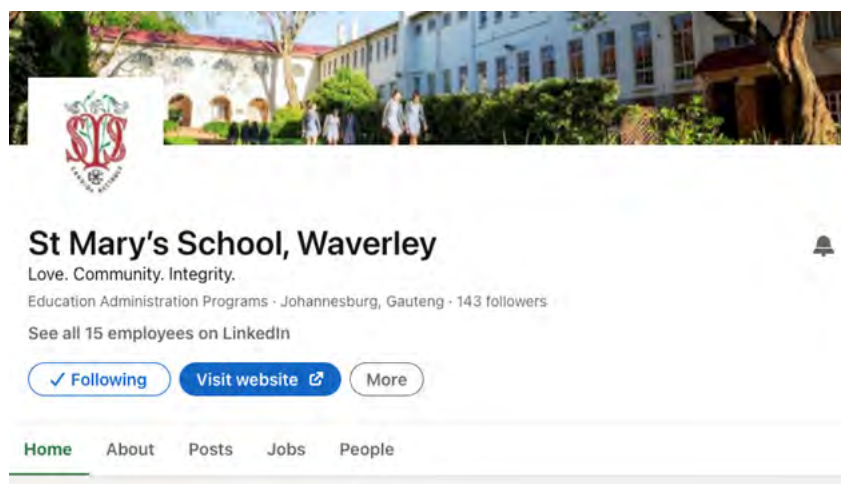 St Mary's School, Waverley
Love. Community. Integrity.
Education Administration Programs · Johannesburg, Gauteng · 143 followers
See all 15 employees on LinkedIn
Following
Visit website
More
Home
About
Posts
Jobs
People